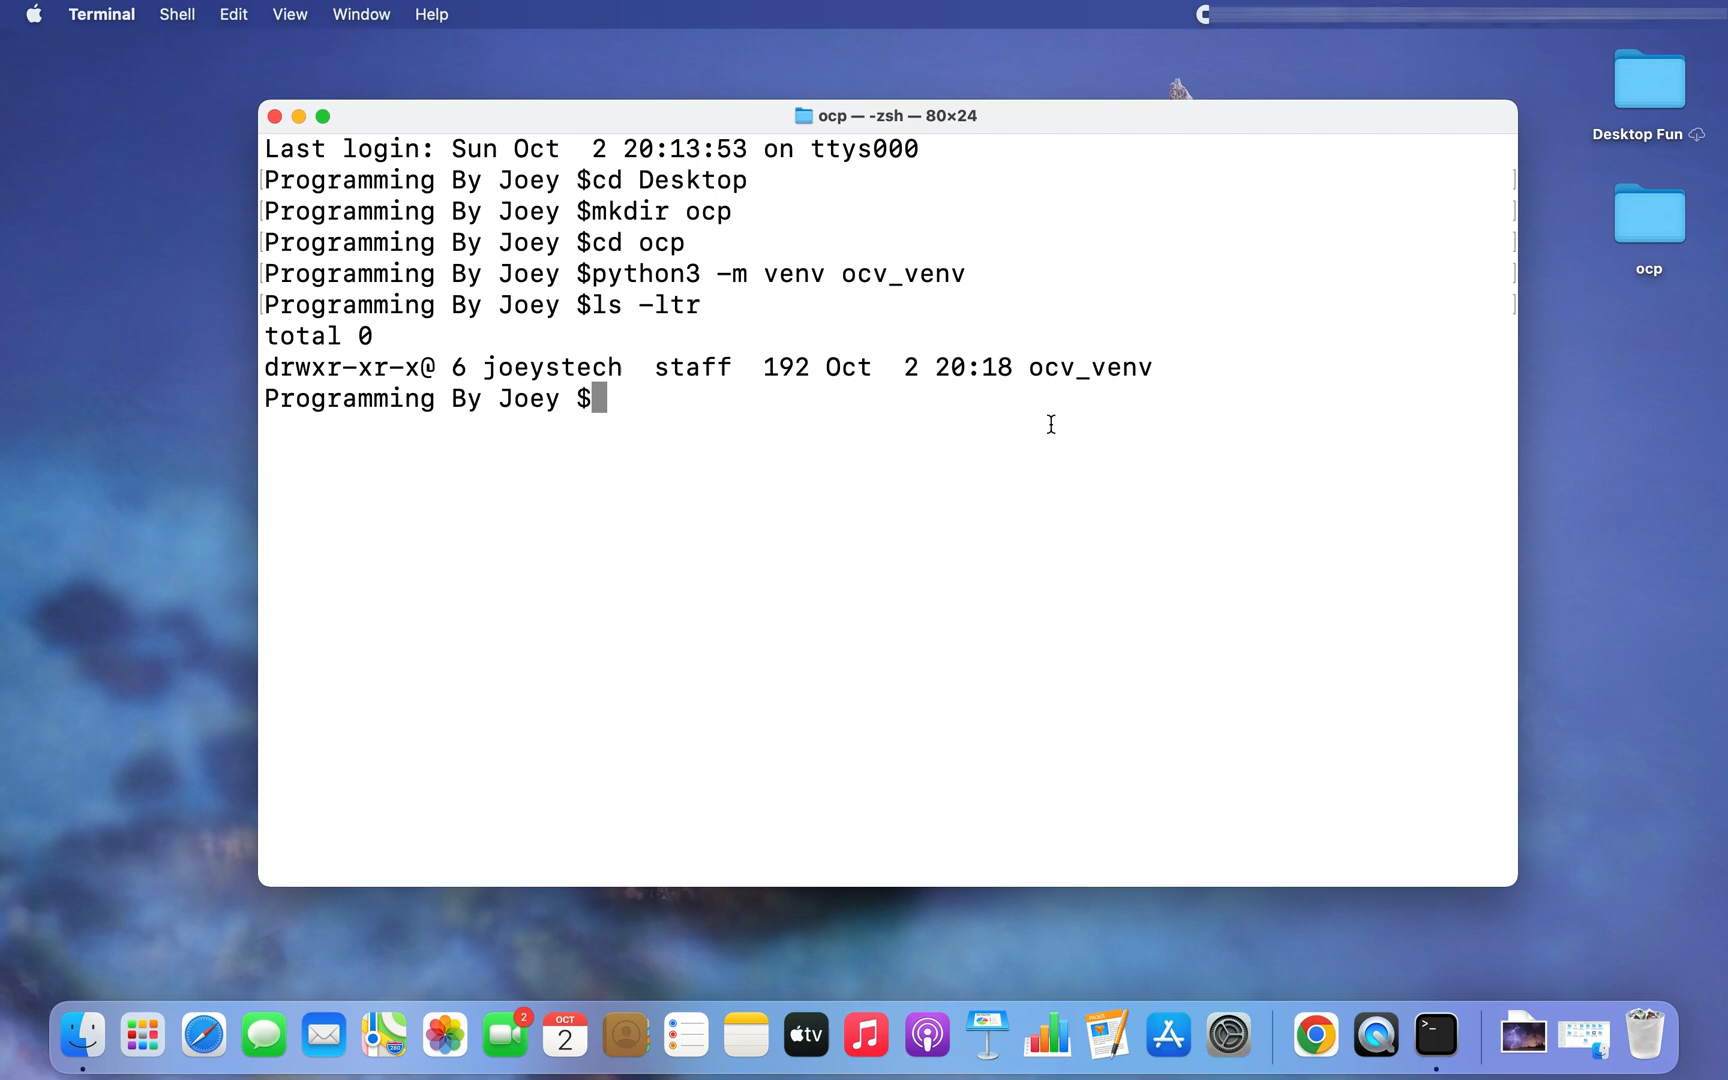 Terminal Shell Edit View Window Help
ocp — -zsh — 80×24
Last login: Sun Oct  2 20:13:53 on ttys000
[Programming By Joey $cd Desktop ]
[Programming By Joey $mkdir ocp ]
[Programming By Joey $cd ocp ]
[Programming By Joey $python3 -m venv ocv_venv ]
[Programming By Joey $ls -ltr ]
total 0
drwxr-xr-x@ 6 joeystech  staff  192 Oct  2 20:18 ocv_venv
Programming By Joey $
Desktop Fun
ocp
2
OCT
2
tv
PAGES
>_